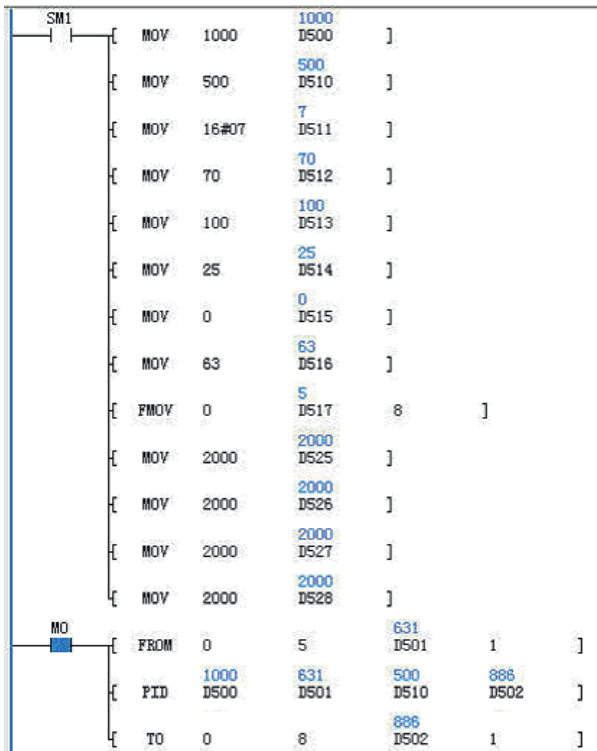 SM1 1000
[ MOV 1000 D500 ]
500
[ MOV 500 D510 ]
7
[ MOV 16#07 D511 ]
70
[ MOV 70 D512 ]
100
[ MOV 100 D513 ]
25
[ MOV 25 D514 ]
0
[ MOV 0 D515 ]
63
[ MOV 63 D516 ]
5
[ FMOV 0 D517 8 ]
2000
[ MOV 2000 D525 ]
2000
[ MOV 2000 D526 ]
2000
[ MOV 2000 D527 ]
2000
[ MOV 2000 D528 ]
M0 631
[ FROM 0 5 D501 1 ]
1000 631 500 886
[ PID D500 D501 D510 D502 ]
886
[ TO 0 8 D502 1 ]